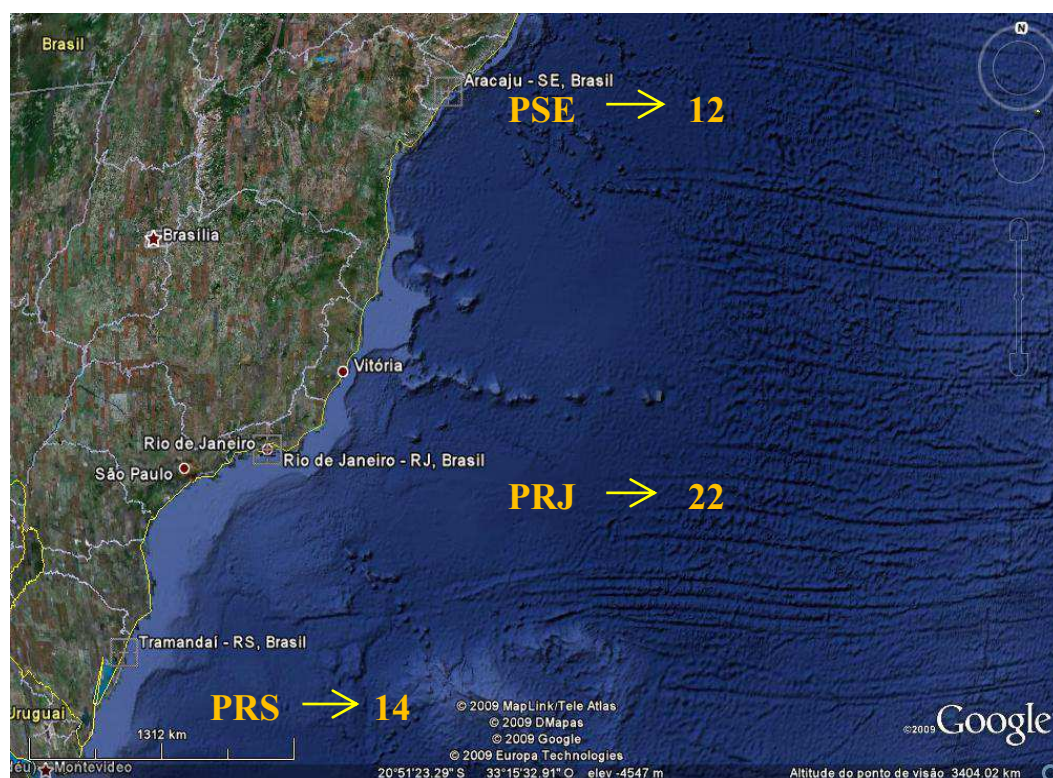 Brasil
N
Aracaju - SE, Brasil
PSE → 12
Brasília
Vitória
Rio de Janeiro
Rio de Janeiro - RJ, Brasil
São Paulo
PRJ → 22
Tramandaí - RS, Brasil
PRS → 14
© 2009 MapLink/Tele Atlas
© 2009 DMapas
© 2009 Google
© 2009 Europa Technologies
©2009 Google
Uruguai
1312 km
déu) Montevideo
20°51'23.29" S 33°15'32.91" O elev -4547 m
Altitude do ponto de visão 3404.02 km